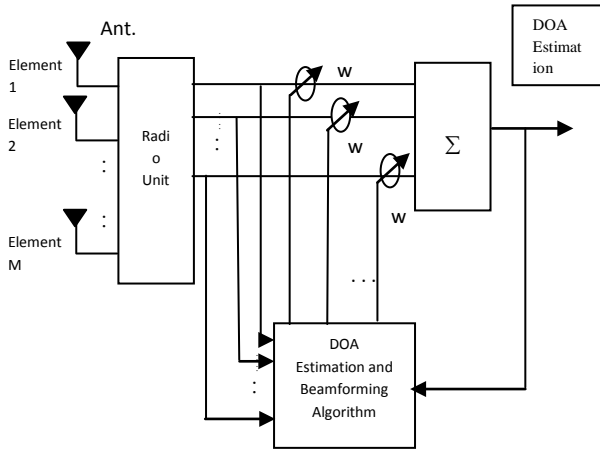 Ant.
Element
1
Element
2
:
:
Element
M
Radi
o
Unit
w
w
w
Σ
DOA
Estimat
ion
. . .
DOA
Estimation and
Beamforming
Algorithm